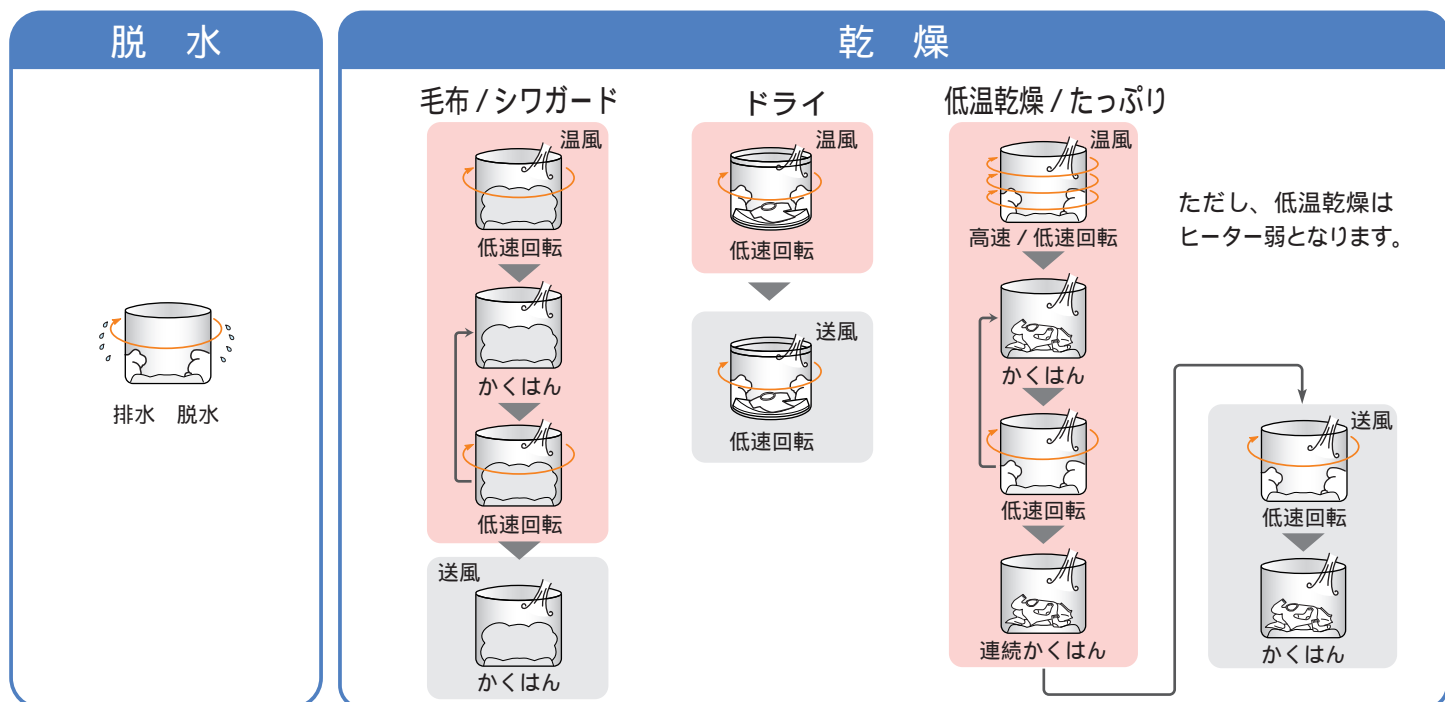 脱 水
排水 脱水
乾 燥
毛布 / シワガード
温風
低速回転
かくはん
低速回転
送風
かくはん
ドライ
温風
低速回転
送風
低速回転
低温乾燥 / たっぷり
温風
高速 / 低速回転
かくはん
低速回転
連続かくはん
ただし、低温乾燥は
ヒーター弱となります。
送風
低速回転
かくはん